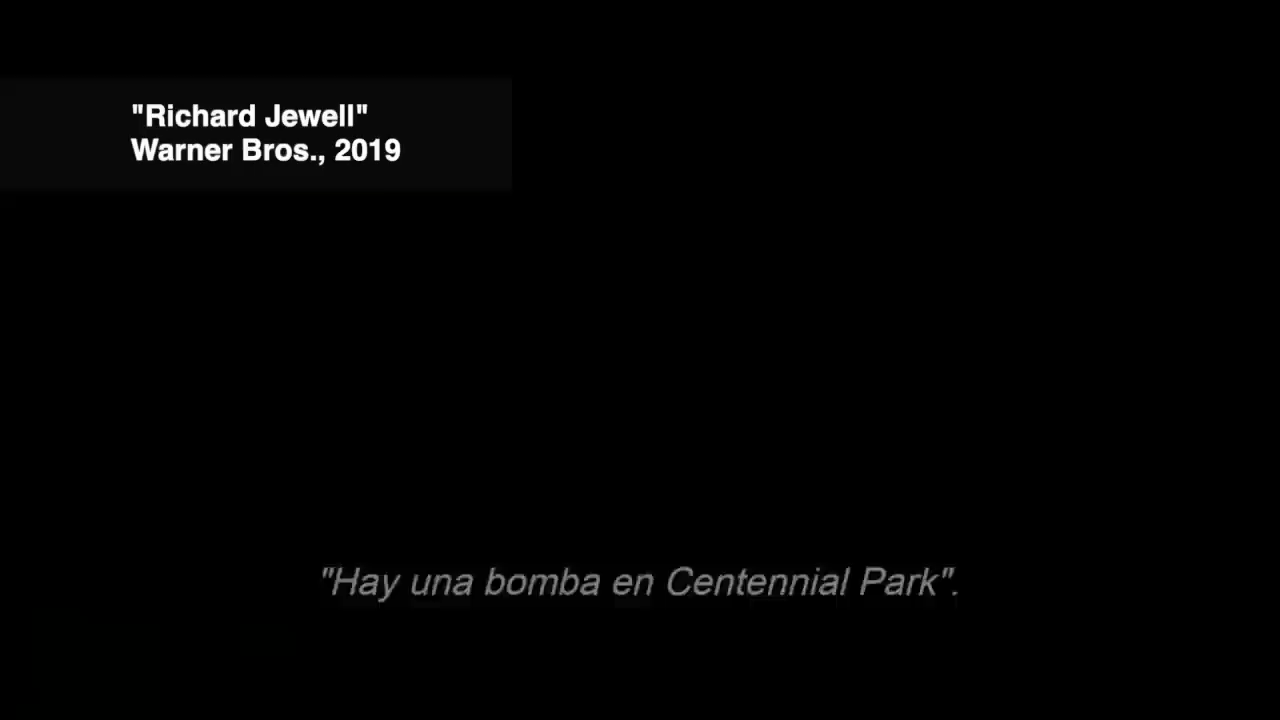 "Richard Jewell"
Warner Bros., 2019
"Hay una bomba en Centennial Park".